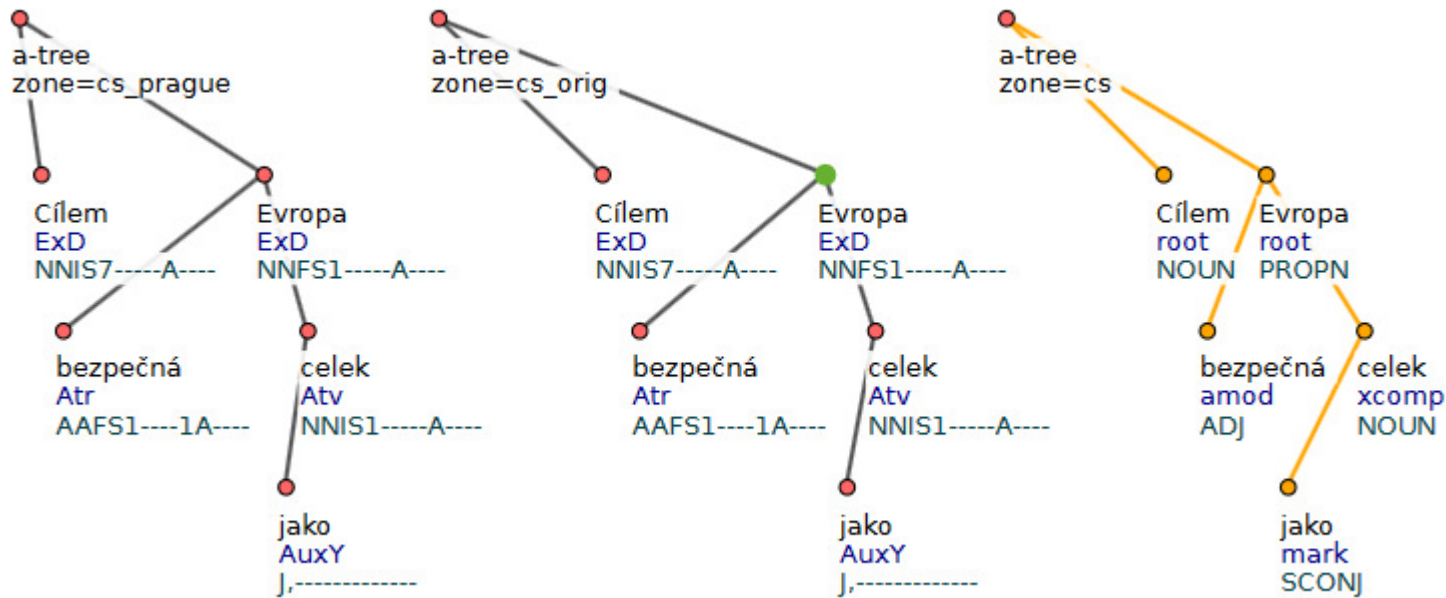 a-tree
zone=cs_prague
Cílem
ExD
NNIS7-----A----
Evropa
ExD
NNFS1-----A----
bezpečná
Atr
AAFS1----1A----
celek
Atv
NNIS1-----A----
jako
AuxY
J,-------------
a-tree
zone=cs_orig
Cílem
ExD
NNIS7-----A----
Evropa
ExD
NNFS1-----A----
bezpečná
Atr
AAFS1----1A----
celek
Atv
NNIS1-----A----
jako
AuxY
J,-------------
a-tree
zone=cs
Cílem
root
NOUN
Evropa
root
PROPN
bezpečná
amod
ADJ
celek
xcomp
NOUN
jako
mark
SCONJ